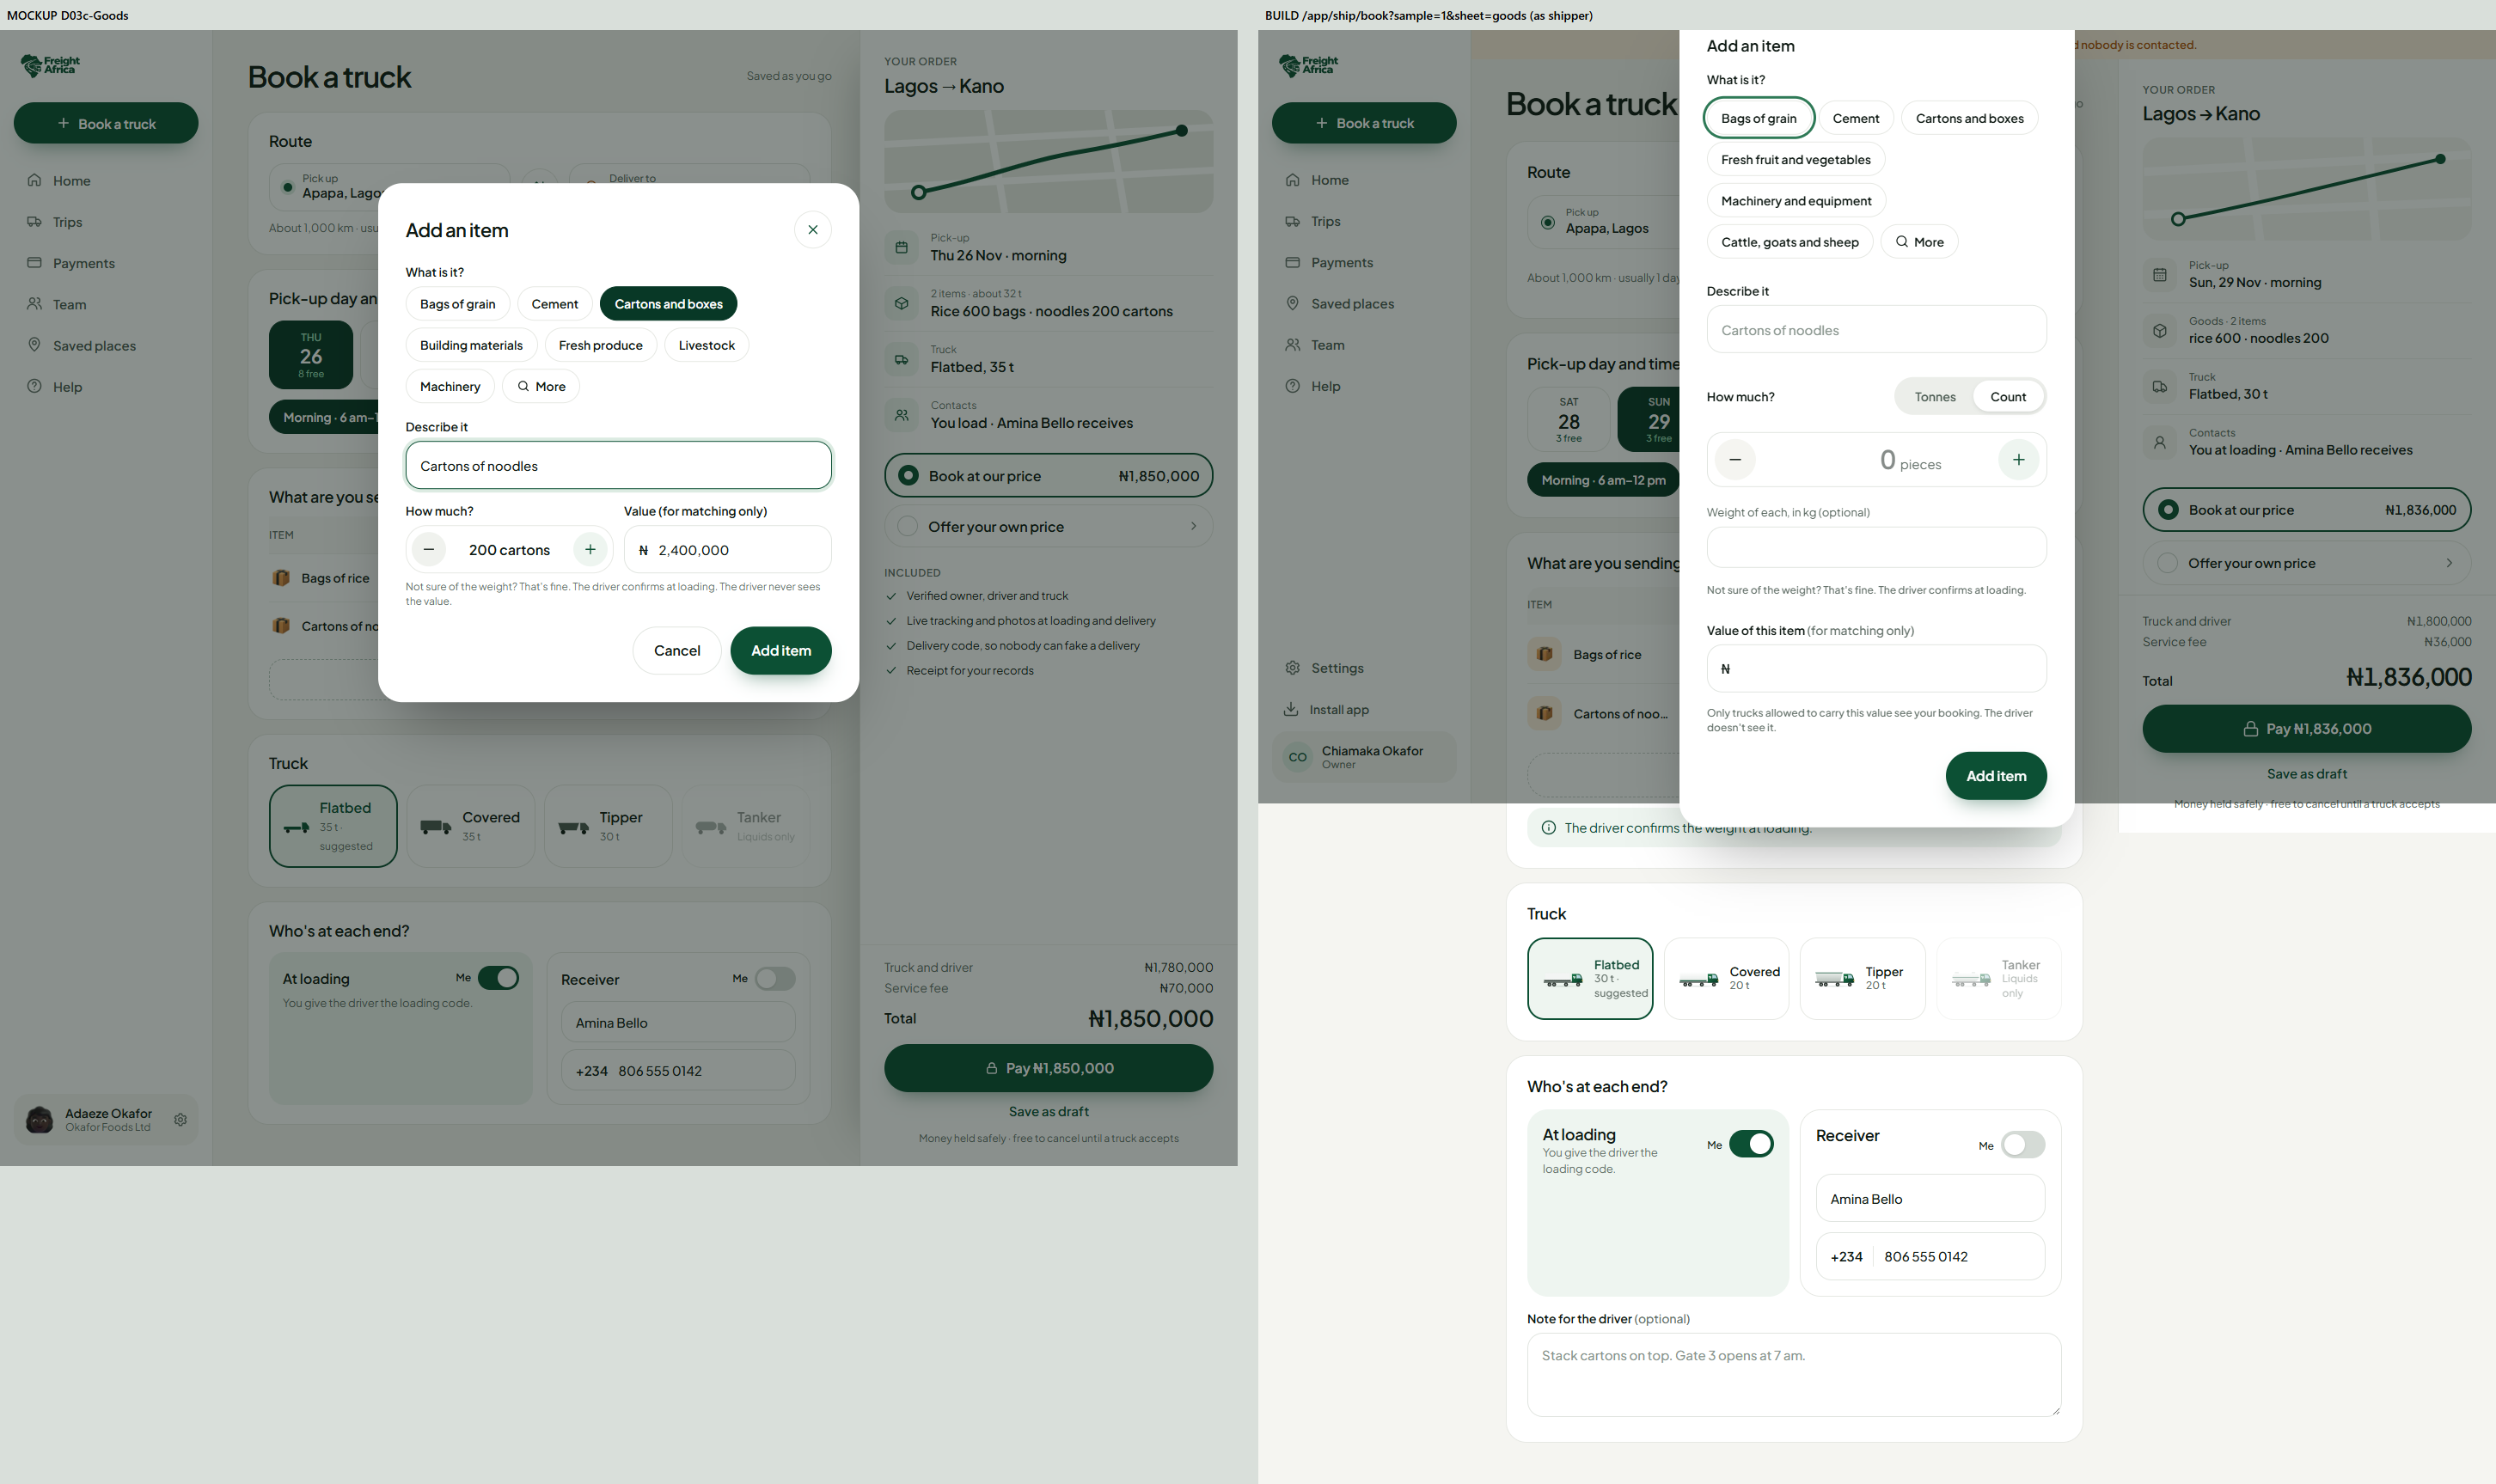 MOCKUP D03c-Goods
Freight Africa
Book a truck
Home
Trips
Payments
Team
Saved places
Help
Adaeze Okafor
Okafor Foods Ltd
Book a truck
Saved as you go
Route
Pick up
Apapa, Lago
Deliver to
About 1,000 km · usu
Pick-up day an
THU
26
8 free
Morning · 6 am–1
What are you se
ITEM
Bags of rice
Cartons of no
Add an item
What is it?
Bags of grain
Cement
Cartons and boxes
Building materials
Fresh produce
Livestock
Machinery
More
Describe it
Cartons of noodles
How much?
Value (for matching only)
200 cartons
₦ 2,400,000
Not sure of the weight? That's fine. The driver confirms at loading. The driver never sees
the value.
Cancel
Add item
Truck
Flatbed
35 t ·
suggested
Covered
35 t
Tipper
30 t
Tanker
Liquids only
Who's at each end?
At loading
Me
You give the driver the loading code.
Receiver
Me
Amina Bello
+234 806 555 0142
YOUR ORDER
Lagos → Kano
Pick-up
Thu 26 Nov · morning
2 items · about 32 t
Rice 600 bags · noodles 200 cartons
Truck
Flatbed, 35 t
Contacts
You load · Amina Bello receives
Book at our price ₦1,850,000
Offer your own price
INCLUDED
Verified owner, driver and truck
Live tracking and photos at loading and delivery
Delivery code, so nobody can fake a delivery
Receipt for your records
Truck and driver ₦1,780,000
Service fee ₦70,000
Total ₦1,850,000
Pay ₦1,850,000
Save as draft
Money held safely · free to cancel until a truck accepts
BUILD /app/ship/book?sample=1&sheet=goods (as shipper)
Freight Africa
Book a truck
Home
Trips
Payments
Saved places
Team
Help
Settings
Install app
CO
Chiamaka Okafor
Owner
d nobody is contacted.
Book a truck
Route
Pick up
Apapa, Lagos
About 1,000 km · usually 1 day
Pick-up day and time
SAT
28
3 free
SUN
29
3 free
Morning · 6 am–12 pm
What are you sending
ITEM
Bags of rice
Cartons of noo...
The driver confirms the weight at loading.
Add an item
What is it?
Bags of grain
Cement
Cartons and boxes
Fresh fruit and vegetables
Machinery and equipment
Cattle, goats and sheep
More
Describe it
Cartons of noodles
How much?
Tonnes
Count
0 pieces
Weight of each, in kg (optional)
Not sure of the weight? That's fine. The driver confirms at loading.
Value of this item (for matching only)
₦
Only trucks allowed to carry this value see your booking. The driver
doesn't see it.
Add item
Truck
Flatbed
30 t ·
suggested
Covered
20 t
Tipper
20 t
Tanker
Liquids
only
Who's at each end?
At loading
Me
You give the driver the
loading code.
Receiver
Me
Amina Bello
+234 806 555 0142
Note for the driver (optional)
Stack cartons on top. Gate 3 opens at 7 am.
YOUR ORDER
Lagos → Kano
Pick-up
Sun, 29 Nov · morning
Goods · 2 items
rice 600 · noodles 200
Truck
Flatbed, 30 t
Contacts
You at loading · Amina Bello receives
Book at our price ₦1,836,000
Offer your own price
Truck and driver ₦1,800,000
Service fee ₦36,000
Total ₦1,836,000
Pay ₦1,836,000
Save as draft
Money held safely · free to cancel until a truck accepts